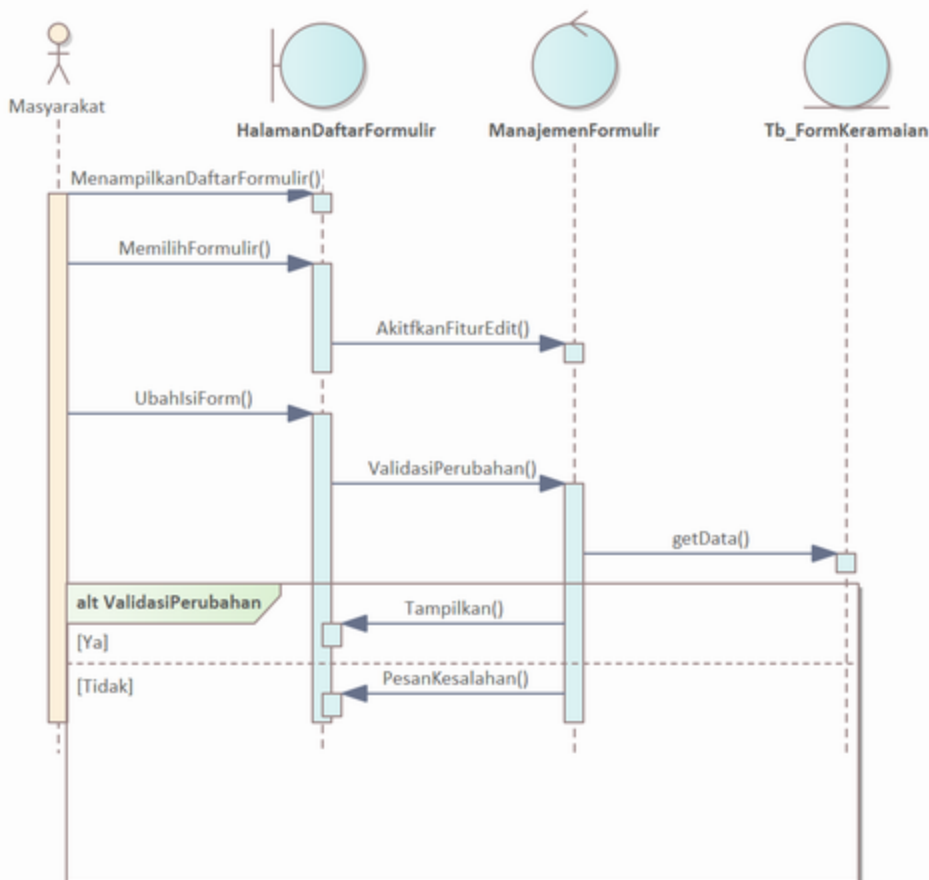 Masyarakat
HalamanDaftarFormulir
ManajemenFormulir
Tb_FormKeramaian
MenampilkanDaftarFormulir()
MemilihFormulir()
AkitfkanFiturEdit()
UbahIsiForm()
ValidasiPerubahan()
getData()
alt ValidasiPerubahan
Tampilkan()
[Ya]
PesanKesalahan()
[Tidak]